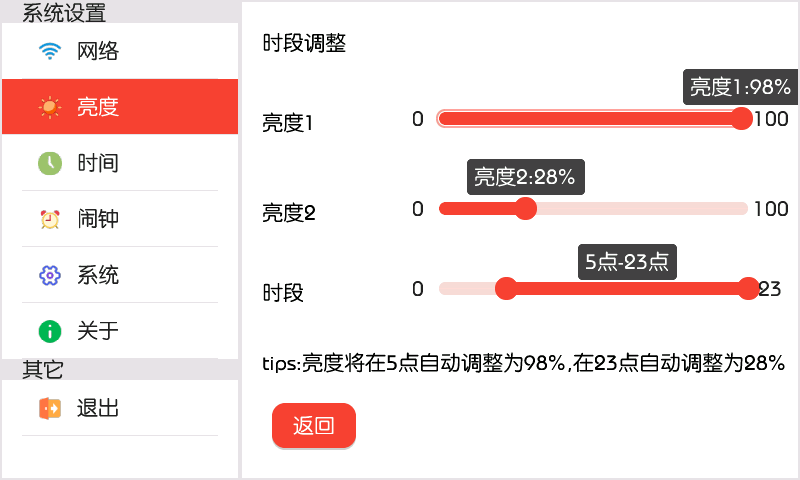 系统设置
网络
亮度
时间
闹钟
系统
关于
其它
退出
时段调整
亮度1:98%
亮度1 0 100
亮度2:28%
亮度2 0 100
5点-23点
时段 0 23
tips:亮度将在5点自动调整为98%,在23点自动调整为28%
返回